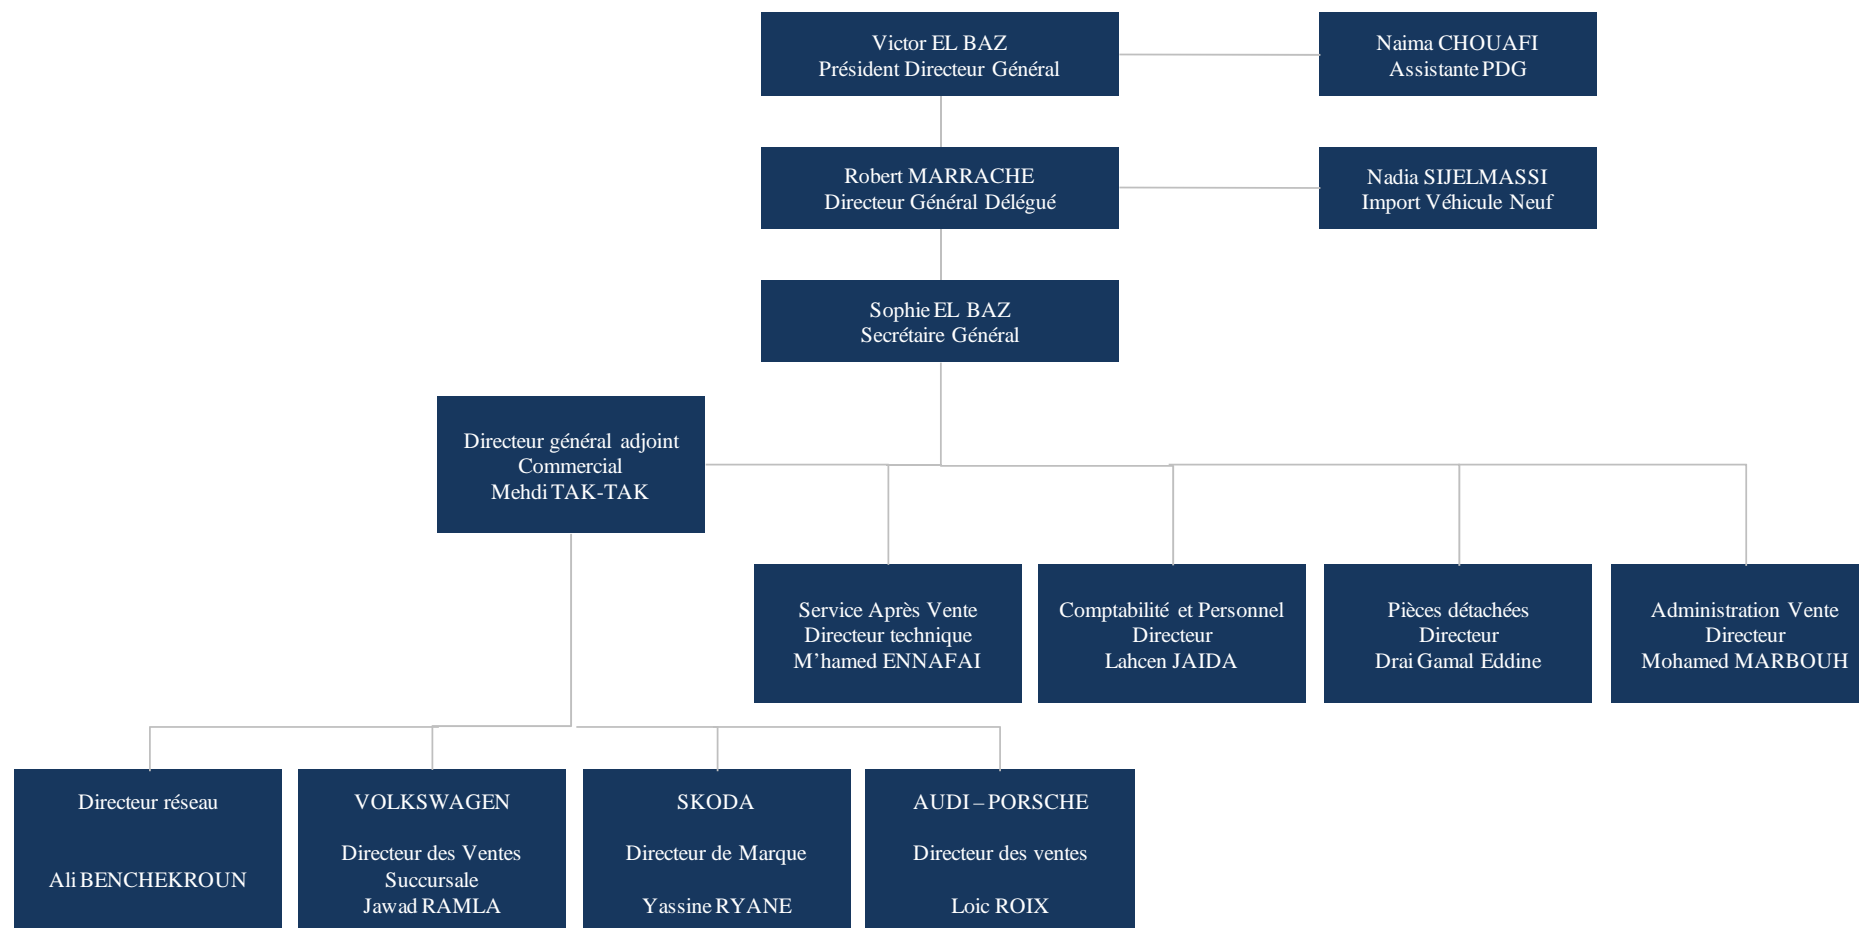 Victor EL BAZ
Président Directeur Général
Naima CHOUAFI
Assistante PDG
Robert MARRACHE
Directeur Général Délégué
Nadia SIJELMASSI
Import Véhicule Neuf
Sophie EL BAZ
Secrétaire Général
Directeur général adjoint
Commercial
Mehdi TAK-TAK
Service Après Vente
Directeur technique
M’hamed ENNAFAI
Comptabilité et Personnel
Directeur
Lahcen JAIDA
Pièces détachées
Directeur
Drai Gamal Eddine
Administration Vente
Directeur
Mohamed MARBOUH
Directeur réseau
Ali BENCHEKROUN
VOLKSWAGEN
Directeur des Ventes
Succursale
Jawad RAMLA
SKODA
Directeur de Marque
Yassine RYANE
AUDI – PORSCHE
Directeur des ventes
Loic ROIX